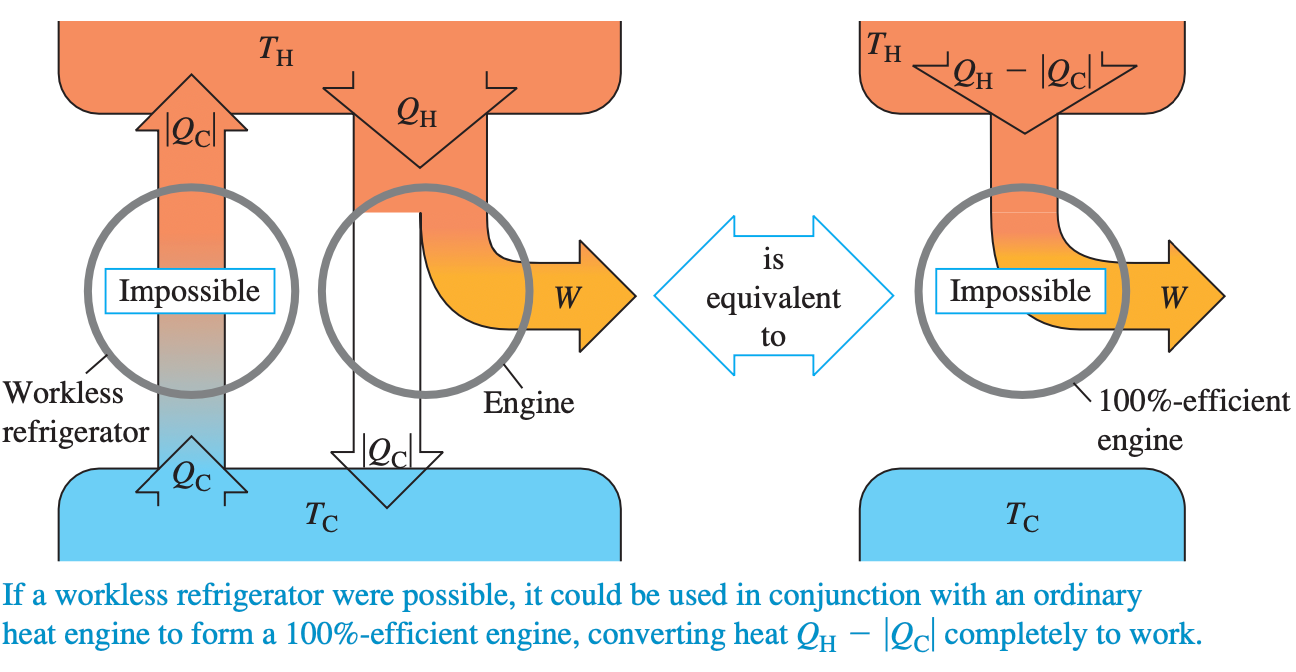 T_H
|Q_C|
Q_H
Impossible
W
Workless
refrigerator
Engine
Q_C
|Q_C|
T_C
is
equivalent
to
T_H
Q_H − |Q_C|
Impossible
W
100%-efficient
engine
T_C
If a workless refrigerator were possible, it could be used in conjunction with an ordinary
heat engine to form a 100%-efficient engine, converting heat Q_H − |Q_C| completely to work.